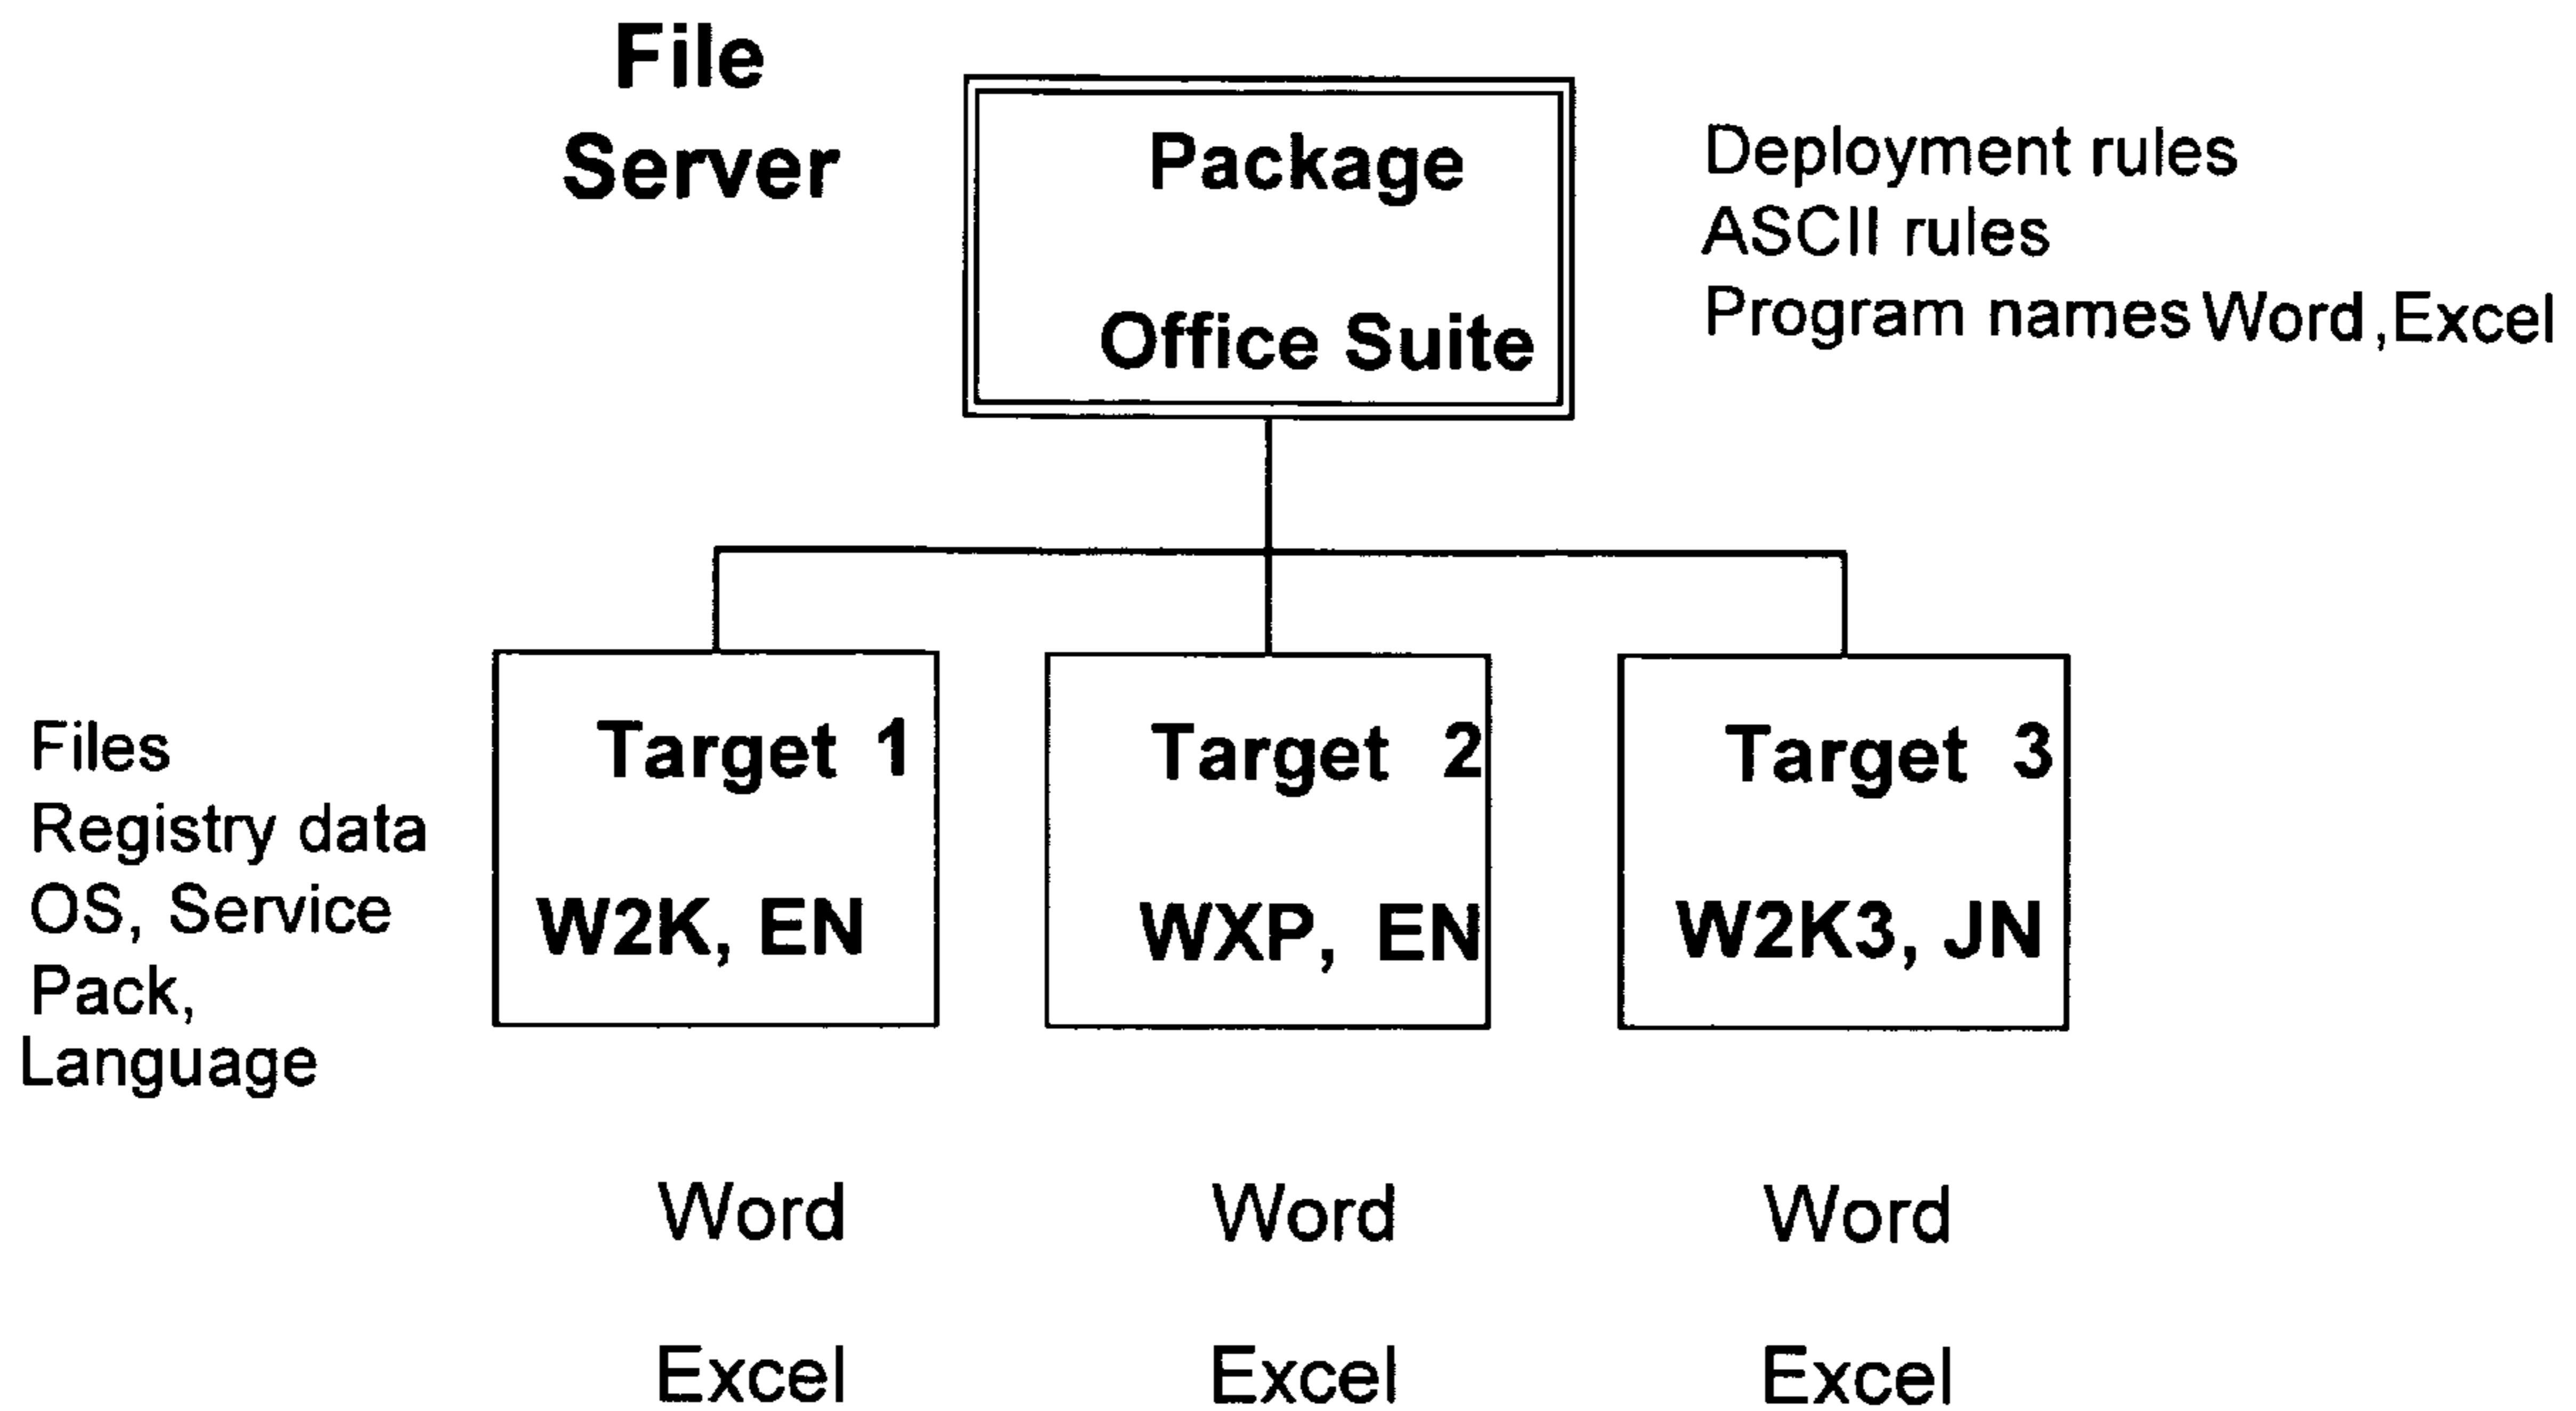 File
Server
Package
Office Suite
Deployment rules
ASCII rules
Program names Word,Excel
Files
Registry data
OS, Service
Pack,
Language
Target 1
W2K, EN
Target 2
WXP, EN
Target 3
W2K3, JN
Word
Word
Word
Excel
Excel
Excel